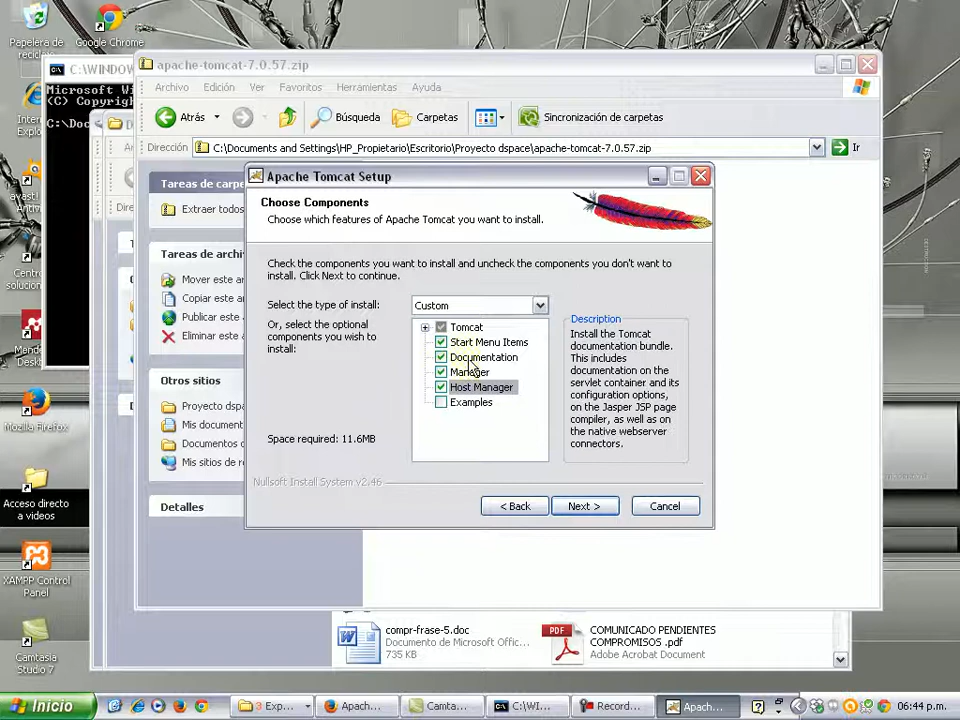 Papelera de
recicle
Google Chrome
C:\WINDOW
Microsoft Wi
(C) Copyrigh
C:\Doc
apache-tomcat-7.0.57.zip
Archivo Edición Ver Favoritos Herramientas Ayuda
Atrás Búsqueda Carpetas Sincronización de carpetas
Dirección C:\Documents and Settings\HP_Propietario\Escritorio\Proyecto dspace\apache-tomcat-7.0.57.zip Ir
Tareas de carpe
Extraer todos
Tareas de archiv
Mover este ar
Copiar este ar
Publicar este
Eliminar este
Otros sitios
Proyecto dspa
Mis document
Documentos c
Mis sitios de r
Detalles
Apache Tomcat Setup
Choose Components
Choose which features of Apache Tomcat you want to install.
Check the components you want to install and uncheck the components you don't want to
install. Click Next to continue.
Select the type of install:
Custom
Or, select the optional
components you wish to
install:
Tomcat
Start Menu Items
Documentation
Manager
Host Manager
Examples
Description
Install the Tomcat
documentation bundle.
This includes
documentation on the
servlet container and its
configuration options,
on the Jasper JSP page
compiler, as well as on
the native webserver
connectors.
Space required: 11.6MB
Nullsoft Install System v2.46
< Back
Next >
Cancel
Mozilla Firefox
Acceso directo
a videos
XAMPP Control
Panel
Camtasia
Studio 7
compr-frase-5.doc
Documento de Microsoft Offic...
735 KB
COMUNICADO PENDIENTES
COMPROMISOS .pdf
Adobe Acrobat Document
Inicio
3 Exp...
Apach...
Camta...
C:\WI...
Record...
Apach...
06:44 p.m.